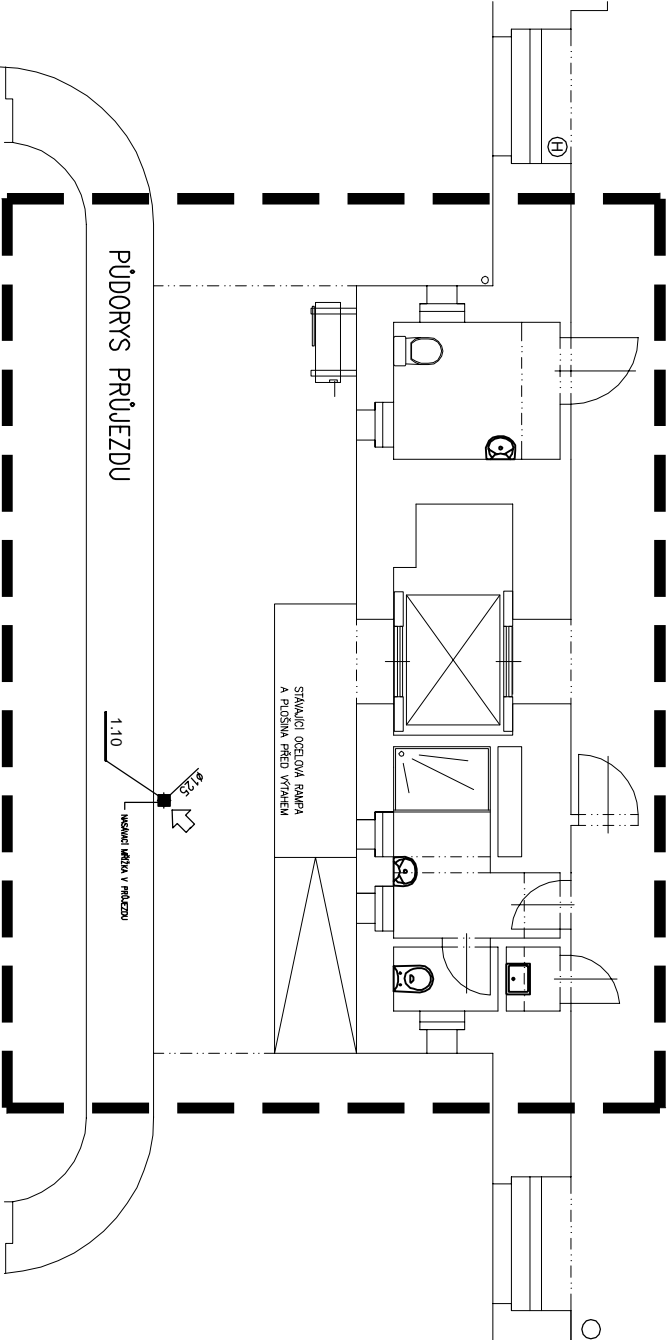 H
PŮDORYS PRŮJEZDU
STÁVAJÍCÍ OCELOVÁ RAMPA
A PLOŠINA PŘED VÝTAHEM
1.10
ø125
NASÁVACÍ MŘÍŽKA V PRŮJEZDU